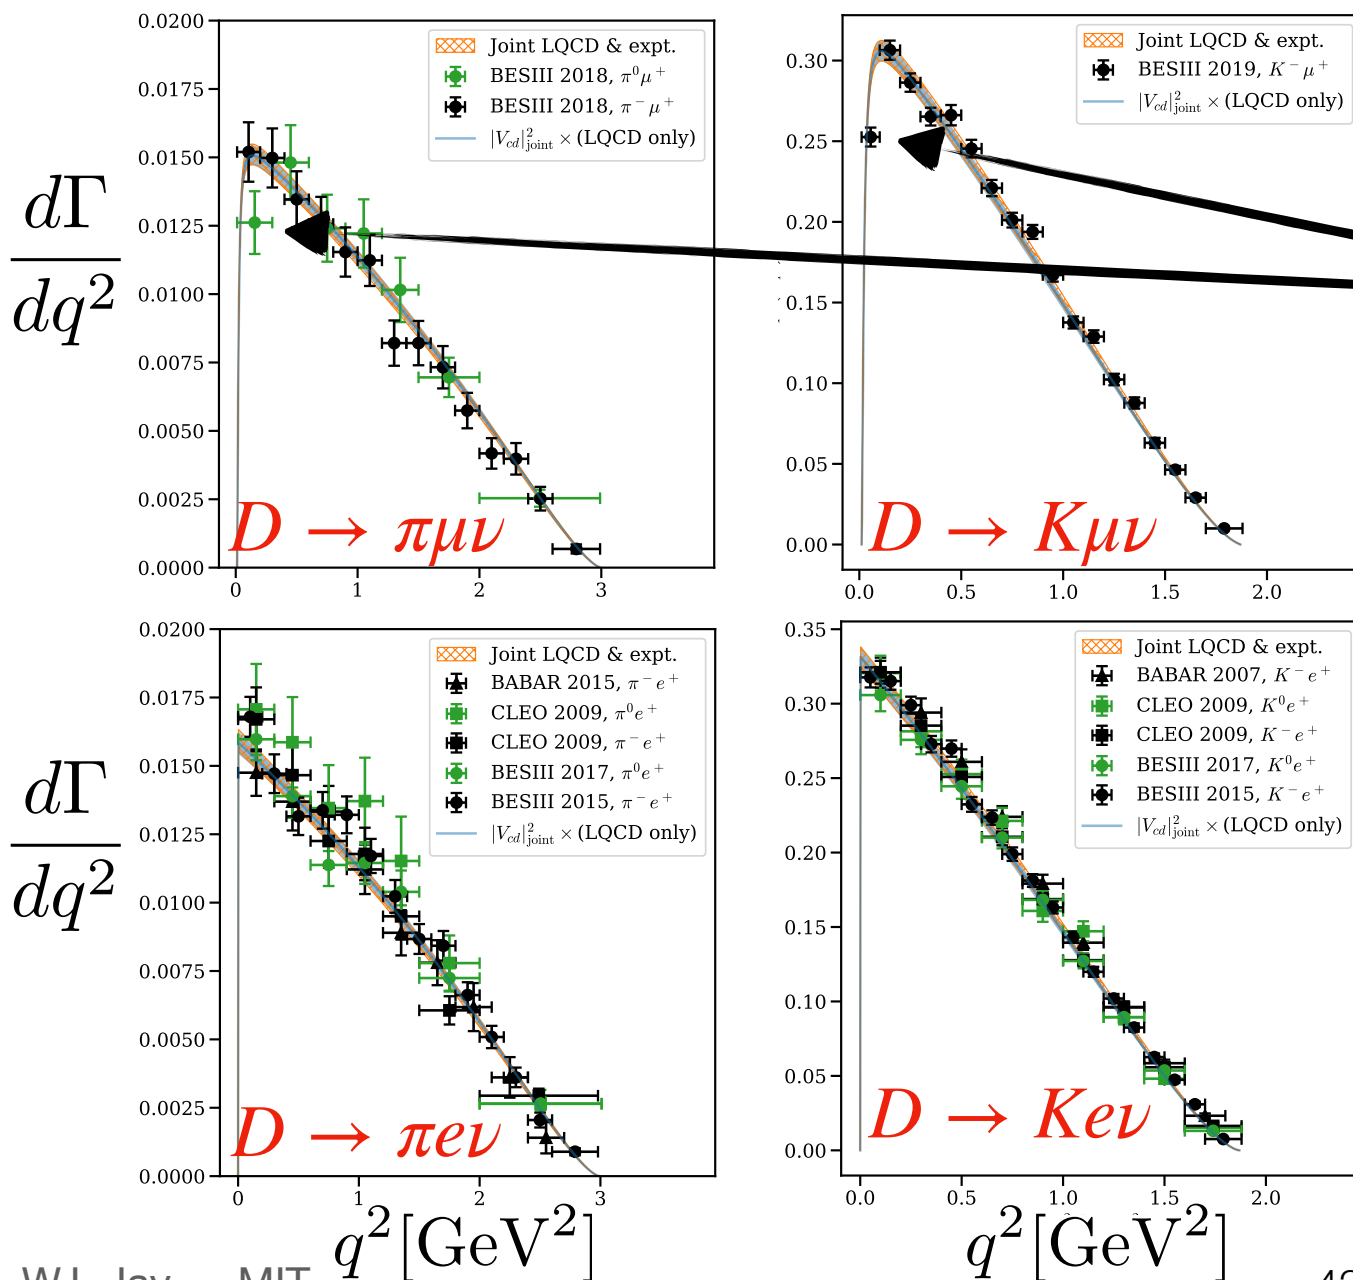 dΓ
dq²
0.0200
0.0175
0.0150
0.0125
0.0100
0.0075
0.0050
0.0025
0.0000
0 1 2 3
Joint LQCD & expt.
BESIII 2018, π⁰μ⁺
BESIII 2018, π⁻μ⁺
|V_cd|²_joint × (LQCD only)
D → πμν
0.30
0.25
0.20
0.15
0.10
0.05
0.00
0.0 0.5 1.0 1.5 2.0
Joint LQCD & expt.
BESIII 2019, K⁻μ⁺
|V_cd|²_joint × (LQCD only)
D → Kμν
dΓ
dq²
0.0200
0.0175
0.0150
0.0125
0.0100
0.0075
0.0050
0.0025
0.0000
0 1 2 3
Joint LQCD & expt.
BABAR 2015, π⁻e⁺
CLEO 2009, π⁰e⁺
CLEO 2009, π⁻e⁺
BESIII 2017, π⁰e⁺
BESIII 2015, π⁻e⁺
|V_cd|²_joint × (LQCD only)
D → πeν
q² [GeV²]
0.35
0.30
0.25
0.20
0.15
0.10
0.05
0.00
0.0 0.5 1.0 1.5 2.0
Joint LQCD & expt.
BABAR 2007, K⁻e⁺
CLEO 2009, K⁰e⁺
CLEO 2009, K⁻e⁺
BESIII 2017, K⁰e⁺
BESIII 2015, K⁻e⁺
|V_cd|²_joint × (LQCD only)
D → Keν
q² [GeV²]
MIT